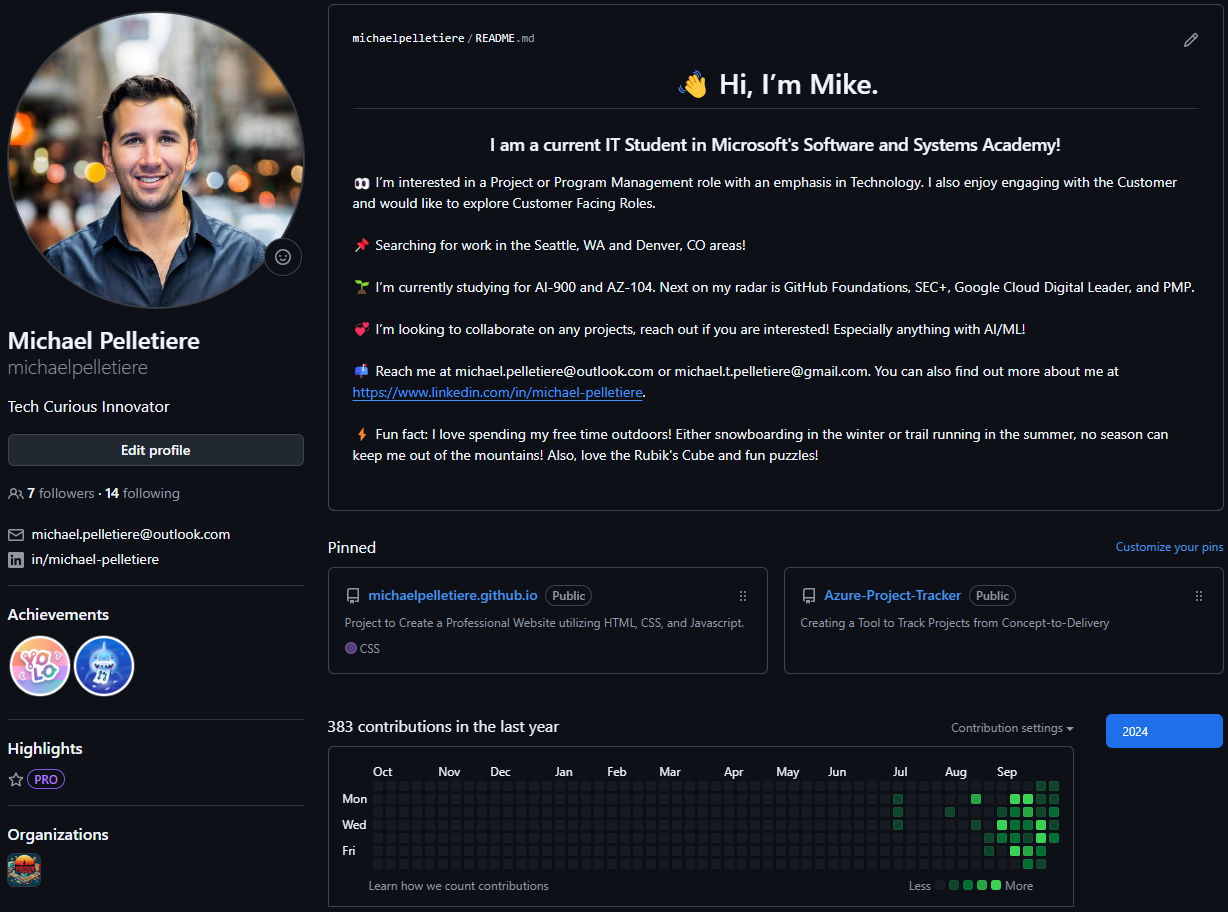 michaelpelletiere / README.md
👋 Hi, I’m Mike.
I am a current IT Student in Microsoft's Software and Systems Academy!
👀 I’m interested in a Project or Program Management role with an emphasis in Technology. I also enjoy engaging with the Customer
and would like to explore Customer Facing Roles.
📌 Searching for work in the Seattle, WA and Denver, CO areas!
🌱 I’m currently studying for AI-900 and AZ-104. Next on my radar is GitHub Foundations, SEC+, Google Cloud Digital Leader, and PMP.
💞️ I’m looking to collaborate on any projects, reach out if you are interested! Especially anything with AI/ML!
📫 Reach me at michael.pelletiere@outlook.com or michael.t.pelletiere@gmail.com. You can also find out more about me at
https://www.linkedin.com/in/michael-pelletiere.
⚡ Fun fact: I love spending my free time outdoors! Either snowboarding in the winter or trail running in the summer, no season can
keep me out of the mountains! Also, love the Rubik's Cube and fun puzzles!
Michael Pelletiere
michaelpelletiere
Tech Curious Innovator
Edit profile
7 followers · 14 following
michael.pelletiere@outlook.com
in/michael-pelletiere
Achievements
YOLO
Highlights
PRO
Organizations
Pinned
Customize your pins
michaelpelletiere.github.io Public
Project to Create a Professional Website utilizing HTML, CSS, and Javascript.
CSS
Azure-Project-Tracker Public
Creating a Tool to Track Projects from Concept-to-Delivery
383 contributions in the last year
Contribution settings
2024
Oct Nov Dec Jan Feb Mar Apr May Jun Jul Aug Sep
Mon
Wed
Fri
Learn how we count contributions
Less More